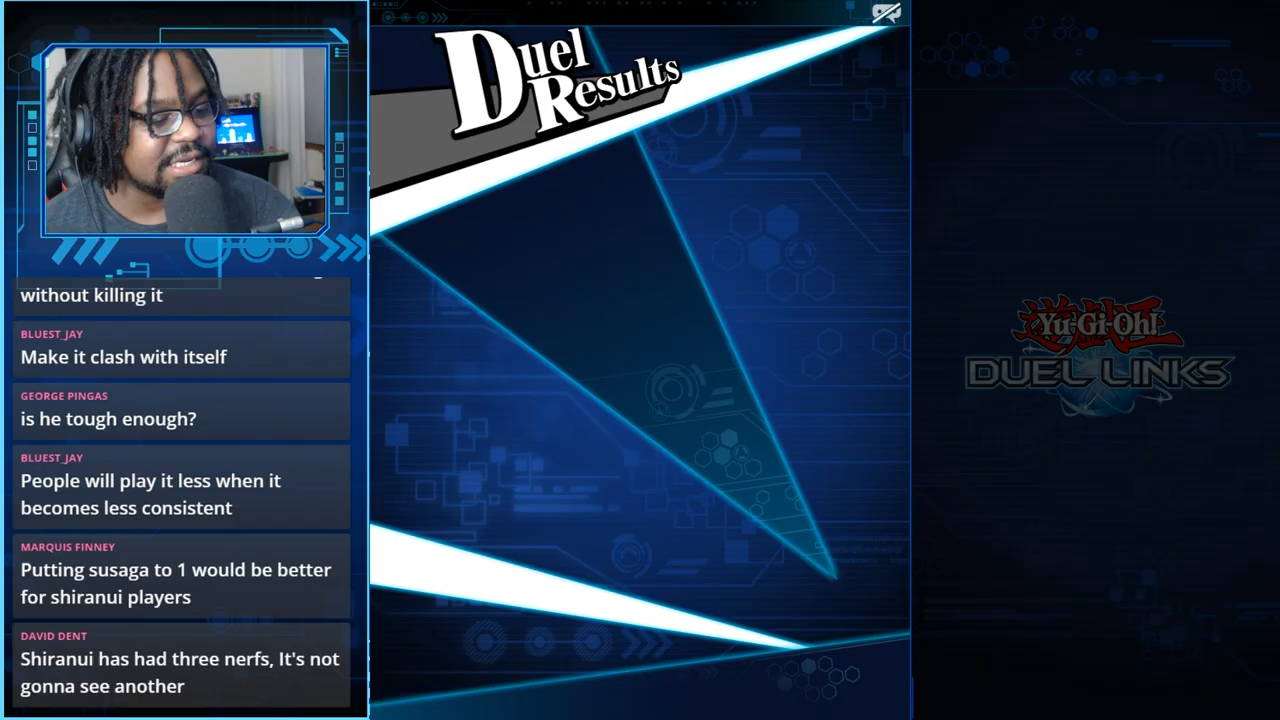 Duel
Results
without killing it
BLUEST_JAY
Make it clash with itself
GEORGE PINGAS
is he tough enough?
BLUEST_JAY
People will play it less when it
becomes less consistent
MARQUIS FINNEY
Putting susaga to 1 would be better
for shiranui players
DAVID DENT
Shiranui has had three nerfs, It's not
gonna see another
Yu-Gi-Oh!
DUEL LINKS